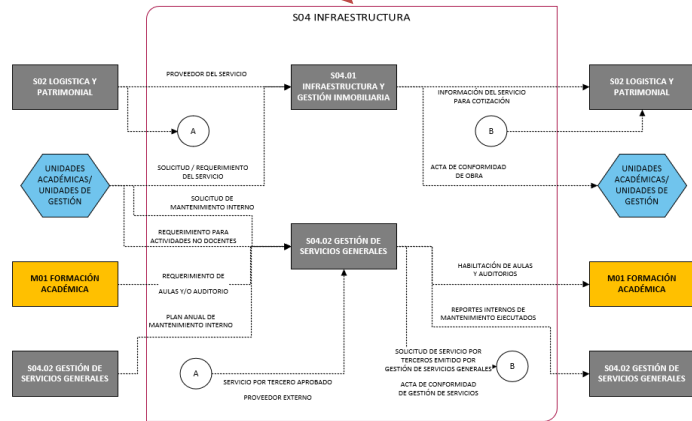 S04 INFRAESTRUCTURA
S02 LOGISTICA Y
PATRIMONIAL
PROVEEDOR DEL SERVICIO
S04.01
INFRAESTRUCTURA Y
GESTIÓN INMOBILIARIA
INFORMACIÓN DEL SERVICIO
PARA COTIZACIÓN
S02 LOGISTICA Y
PATRIMONIAL
A
B
UNIDADES
ACADÉMICAS/
UNIDADES DE
GESTIÓN
SOLICITUD / REQUERIMIENTO
DEL SERVICIO
ACTA DE CONFORMIDAD
DE OBRA
UNIDADES
ACADÉMICAS/
UNIDADES DE
GESTIÓN
SOLICITUD DE
MANTENIMIENTO INTERNO
REQUERIMIENTO PARA
ACTIVIDADES NO DOCENTES
S04.02 GESTIÓN DE
SERVICIOS GENERALES
M01 FORMACIÓN
ACADÉMICA
REQUERIMIENTO DE
AULAS Y/O AUDITORIO
HABILITACIÓN DE AULAS
Y AUDITORIOS
M01 FORMACIÓN
ACADÉMICA
PLAN ANUAL DE
MANTENIMIENTO INTERNO
REPORTES INTERNOS DE
MANTENIMIENTO EJECUTADOS
S04.02 GESTIÓN DE
SERVICIOS GENERALES
A
SERVICIO POR TERCERO APROBADO
PROVEEDOR EXTERNO
SOLICITUD DE SERVICIO POR
TERCEROS EMITIDO POR
GESTIÓN DE SERVICIOS GENERALES
B
ACTA DE CONFORMIDAD
DE GESTIÓN DE SERVICIOS
S04.02 GESTIÓN DE
SERVICIOS GENERALES